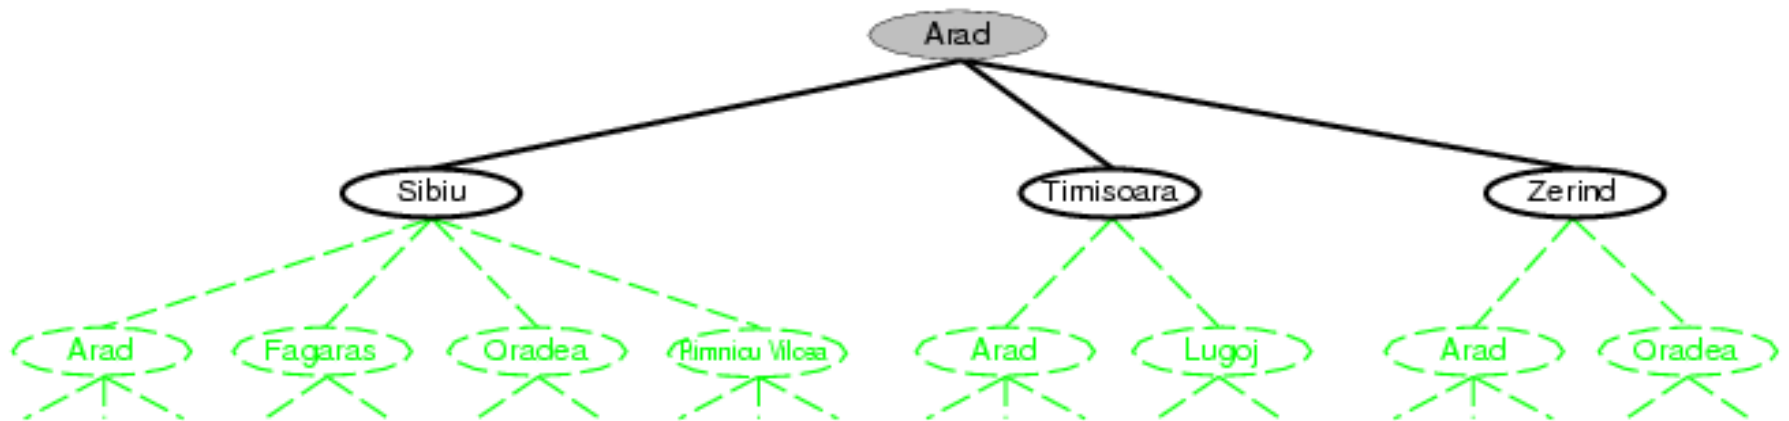 Arad
Sibiu
Timisoara
Zerind
Arad
Fagaras
Oradea
Rimnicu Vilcea
Arad
Lugoj
Arad
Oradea